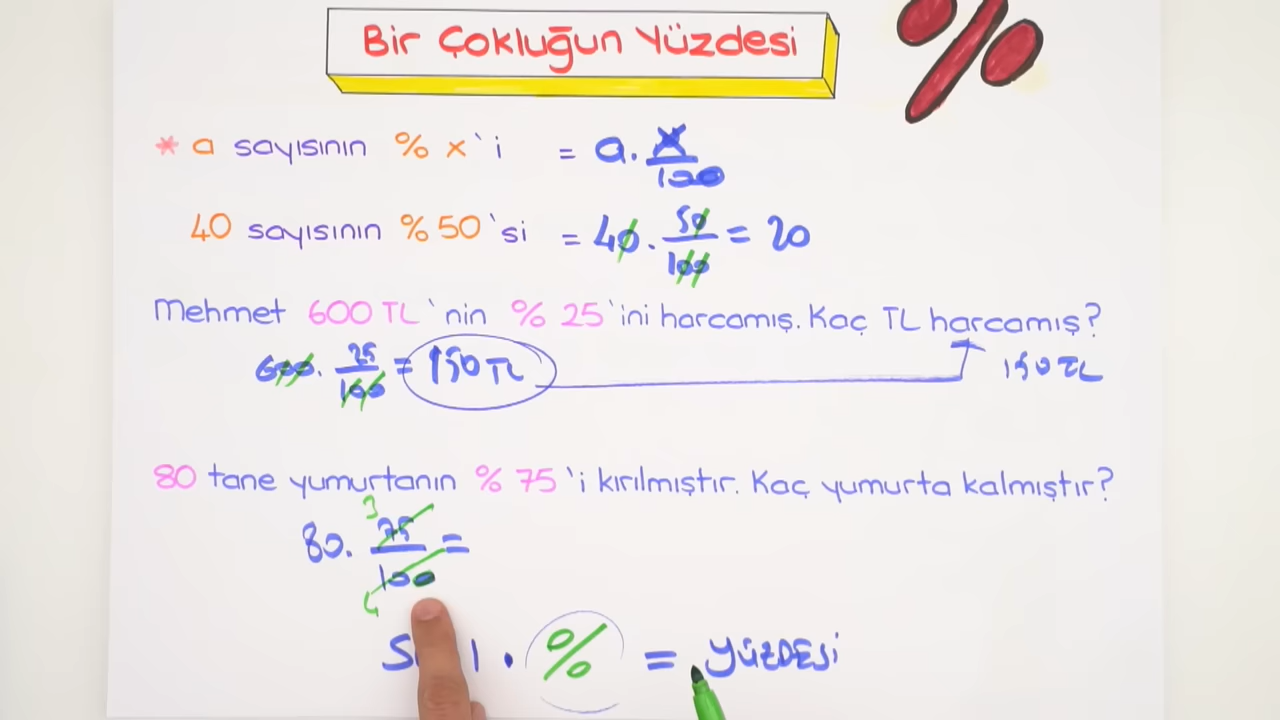 Bir Çokluğun Yüzdesi %
* a sayısının % x`i = a. x/100
40 sayısının % 50`si = 40. 50/100 = 20
Mehmet 600 TL`nin % 25`ini harcamış. Kaç TL harcamış?
600. 25/100 = 150 TL 150 TL
80 tane yumurtanın % 75`i kırılmıştır. Kaç yumurta kalmıştır?
3
80. 75/100 =
. % = YÜZDESİ